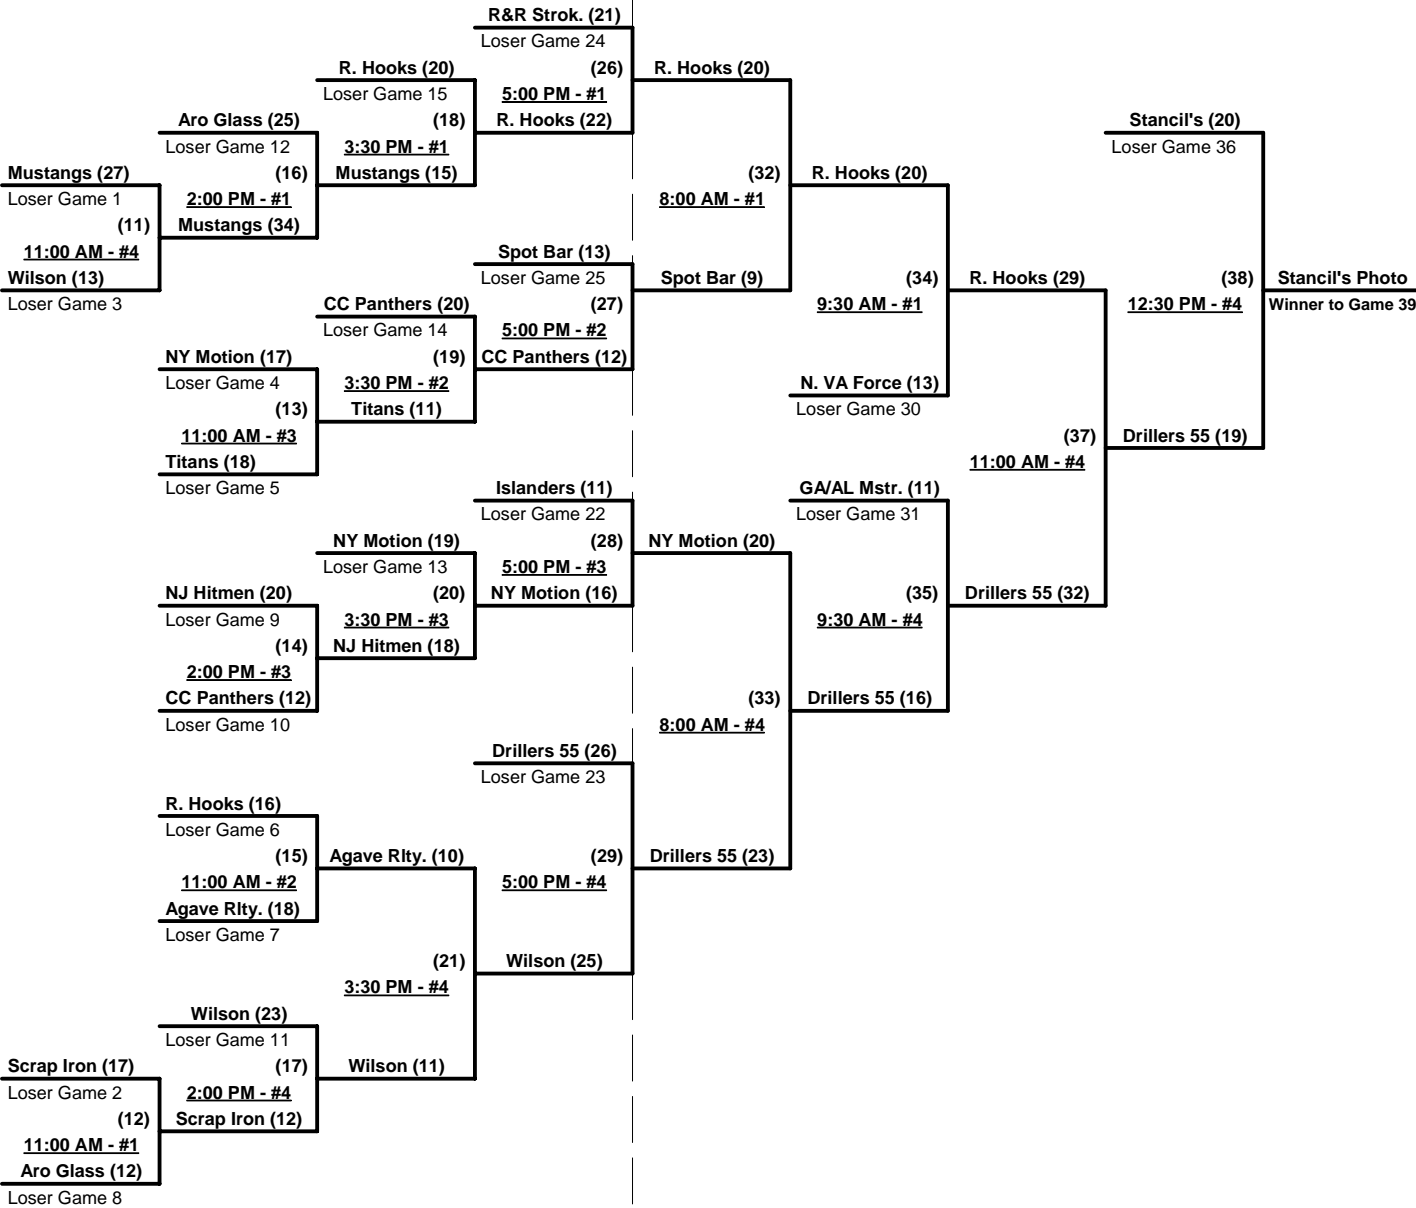 R&R Strok. (21)
Loser Game 24
R. Hooks (20)
(26)
R. Hooks (20)
Loser Game 15
5:00 PM - #1
Aro Glass (25)
(18)
R. Hooks (22)
Stancil's (20)
Loser Game 12
3:30 PM - #1
Loser Game 36
Mustangs (27)
(16)
Mustangs (15)
(32)
R. Hooks (20)
Loser Game 1
2:00 PM - #1
8:00 AM - #1
(11)
Mustangs (34)
11:00 AM - #4
Spot Bar (13)
Wilson (13)
Loser Game 25
Spot Bar (9)
(34)
R. Hooks (29)
(38)
Stancil's Photo
Loser Game 3
CC Panthers (20)
(27)
9:30 AM - #1
12:30 PM - #4
Winner to Game 39
Loser Game 14
5:00 PM - #2
NY Motion (17)
(19)
CC Panthers (12)
Loser Game 4
3:30 PM - #2
N. VA Force (13)
(13)
Titans (11)
Loser Game 30
11:00 AM - #3
(37)
Drillers 55 (19)
Titans (18)
11:00 AM - #4
Loser Game 5
Islanders (11)
GA/AL Mstr. (11)
Loser Game 22
Loser Game 31
NY Motion (19)
(28)
NY Motion (20)
Loser Game 13
5:00 PM - #3
NJ Hitmen (20)
(20)
NY Motion (16)
(35)
Drillers 55 (32)
Loser Game 9
3:30 PM - #3
9:30 AM - #4
(14)
NJ Hitmen (18)
2:00 PM - #3
CC Panthers (12)
(33)
Drillers 55 (16)
Loser Game 10
8:00 AM - #4
Drillers 55 (26)
Loser Game 23
R. Hooks (16)
Loser Game 6
(15)
Agave Rlty. (10)
(29)
Drillers 55 (23)
11:00 AM - #2
5:00 PM - #4
Agave Rlty. (18)
Loser Game 7
(21)
Wilson (25)
3:30 PM - #4
Wilson (23)
Loser Game 11
Scrap Iron (17)
(17)
Wilson (11)
Loser Game 2
2:00 PM - #4
(12)
Scrap Iron (12)
11:00 AM - #1
Aro Glass (12)
Loser Game 8